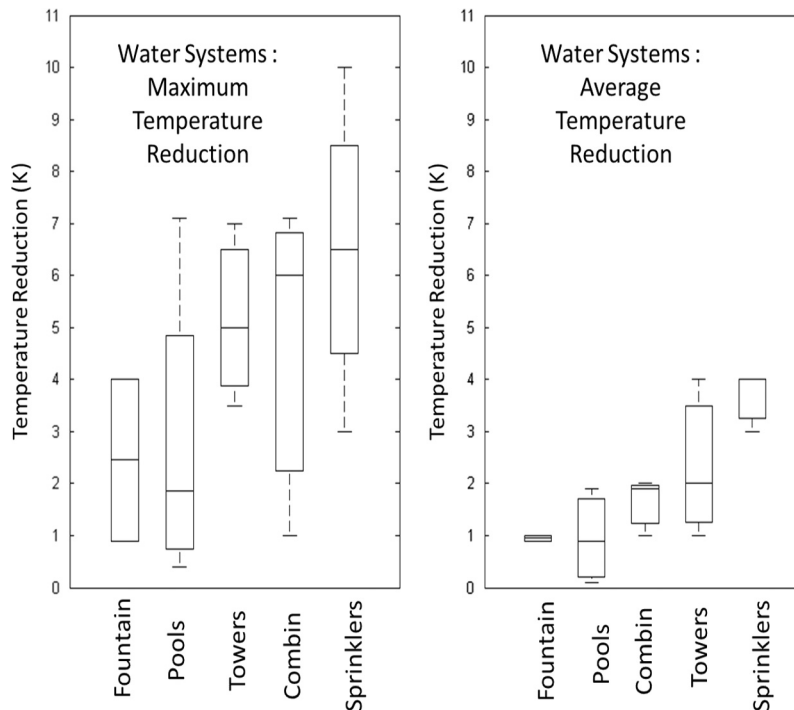 11
10
9
8
7
6
5
4
3
2
1
0
Temperature Reduction (K)
Water Systems :
Maximum
Temperature
Reduction
Fountain
Pools
Towers
Combin
Sprinklers
11
10
9
8
7
6
5
4
3
2
1
0
Temperature Reduction (K)
Water Systems :
Average
Temperature
Reduction
Fountain
Pools
Combin
Towers
Sprinklers